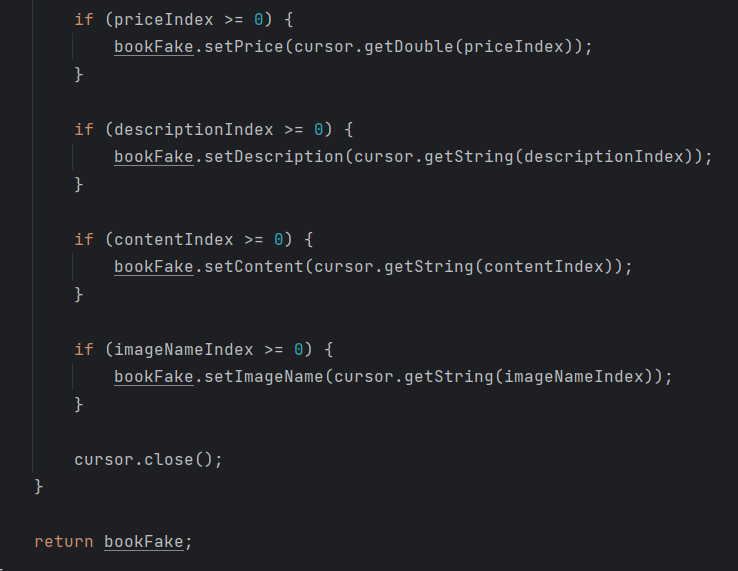 if (priceIndex >= 0) {
bookFake.setPrice(cursor.getDouble(priceIndex));
}
if (descriptionIndex >= 0) {
bookFake.setDescription(cursor.getString(descriptionIndex));
}
if (contentIndex >= 0) {
bookFake.setContent(cursor.getString(contentIndex));
}
if (imageNameIndex >= 0) {
bookFake.setImageName(cursor.getString(imageNameIndex));
}
cursor.close();
}
return bookFake;